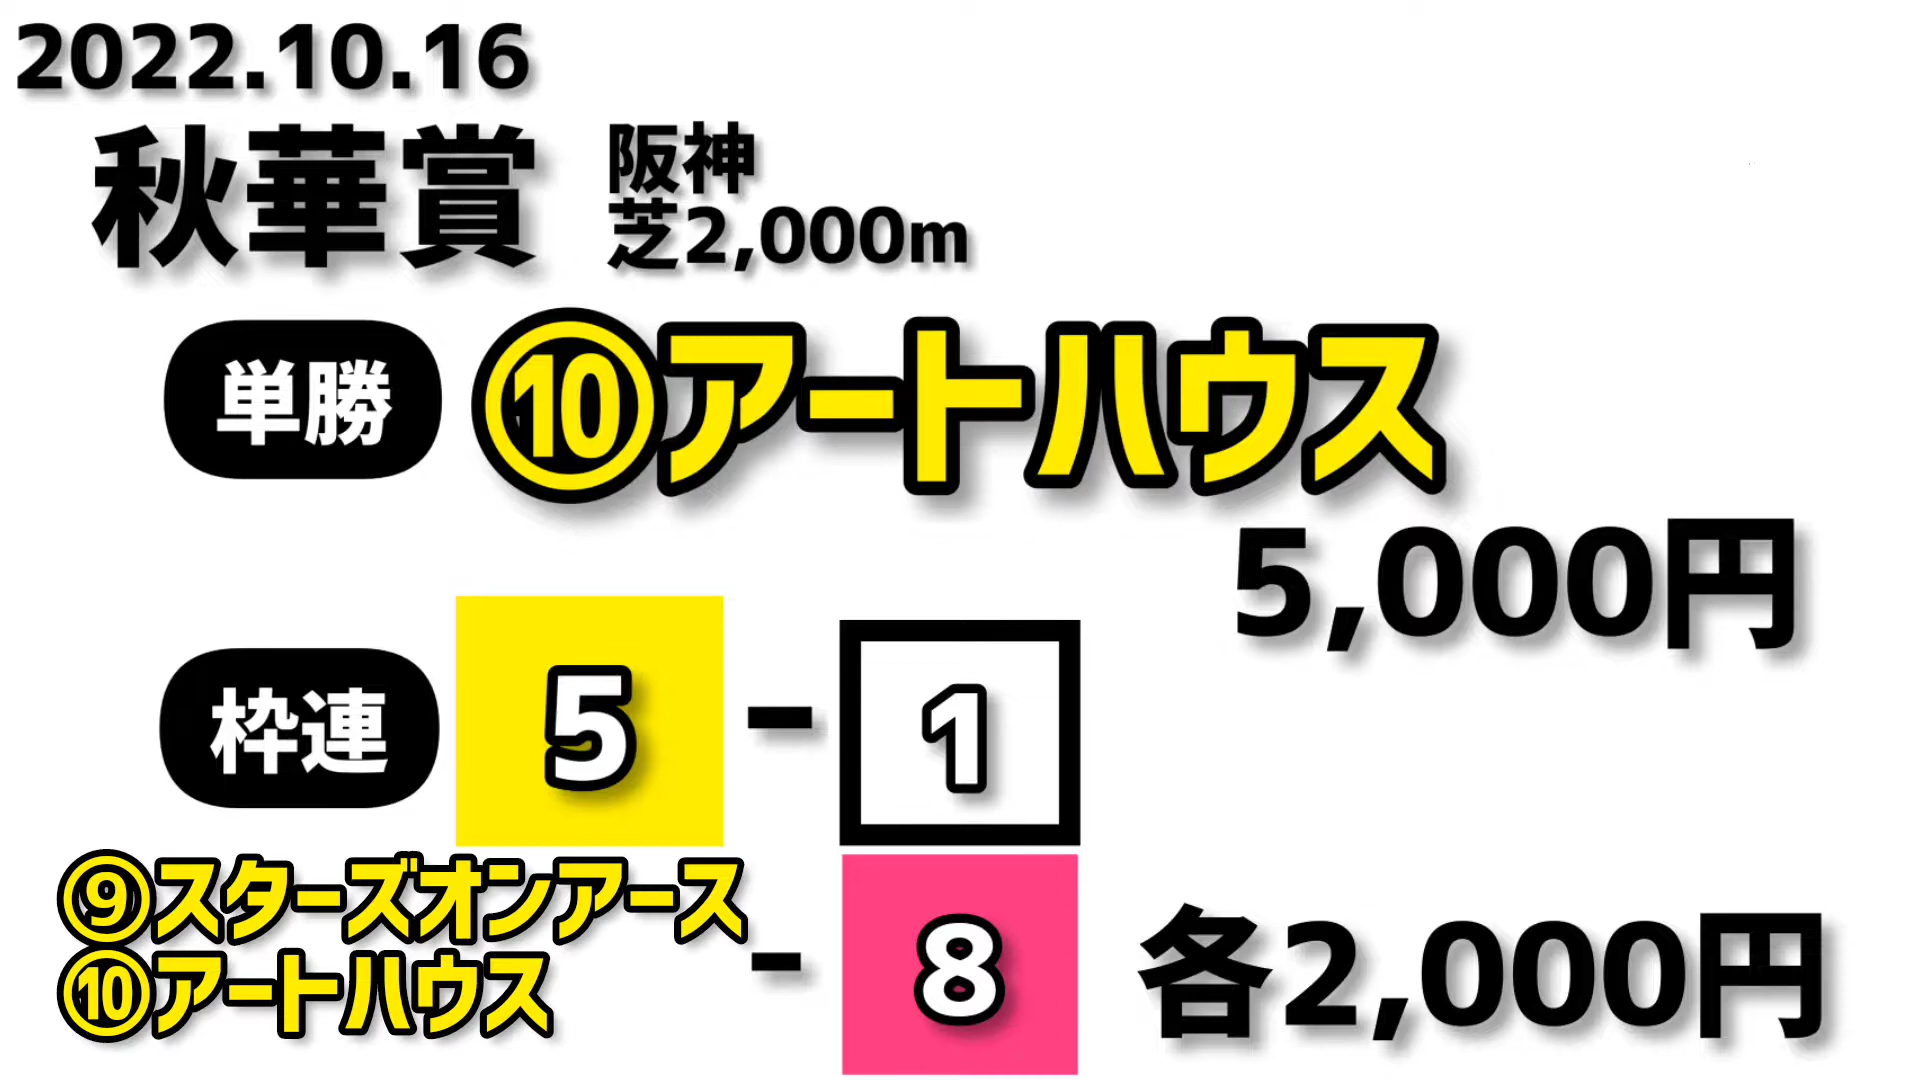 2022.10.16
秋華賞
阪神
芝2,000m
単勝 ⑩アートハウス
5,000円
枠連 5 - 1
⑨スターズオンアース
⑩アートハウス
- 8 各2,000円